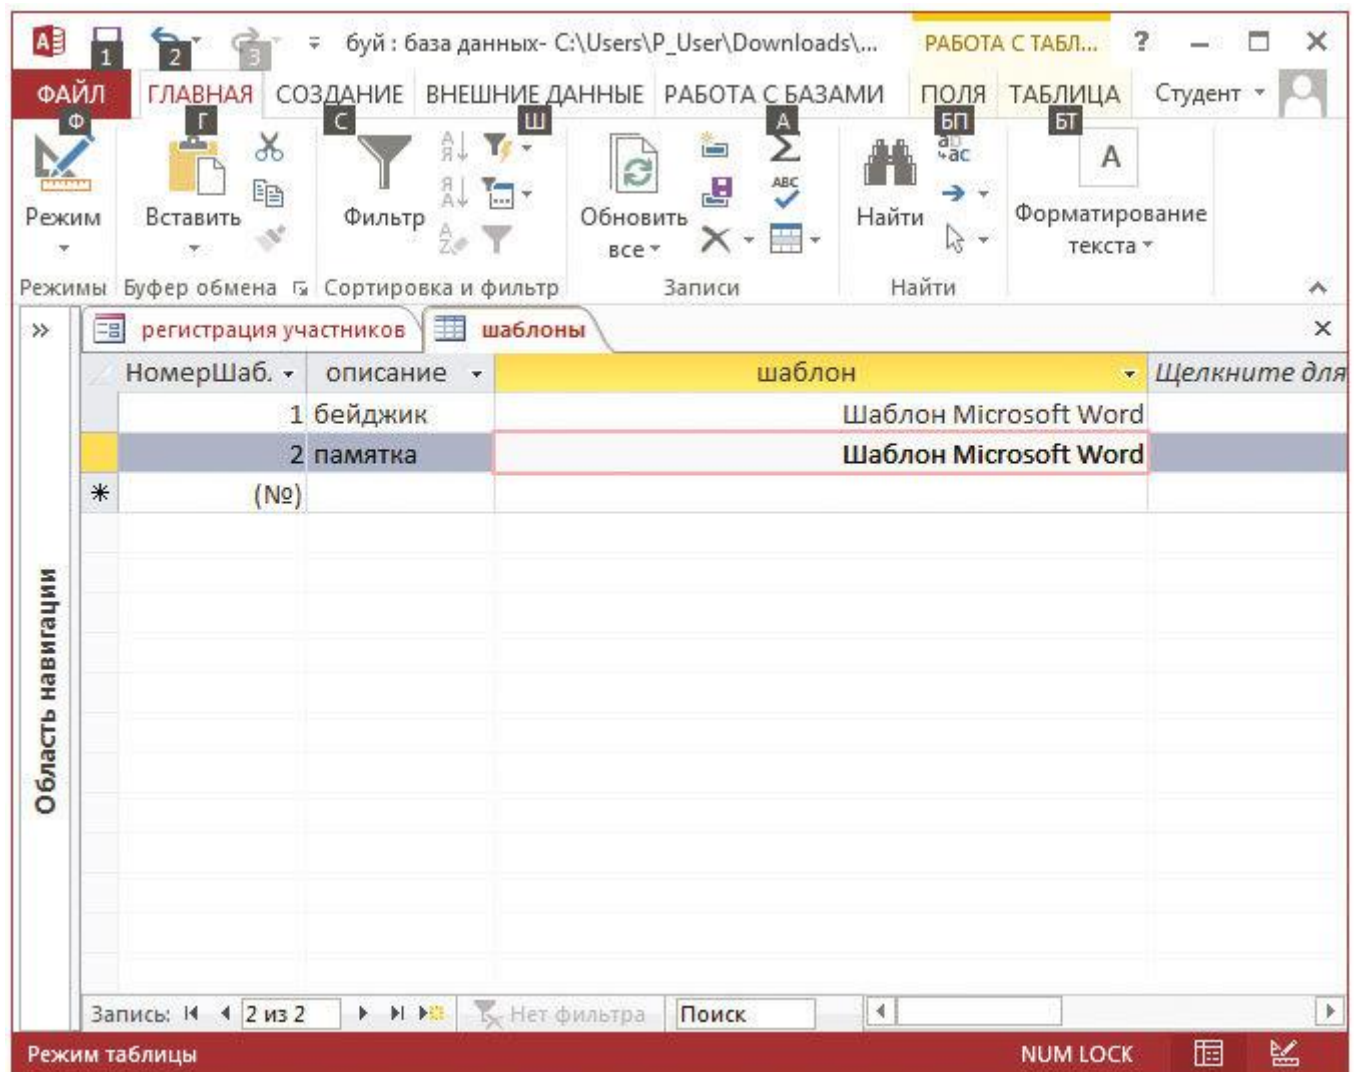 буй : база данных- C:\Users\P_User\Downloads\... РАБОТА С ТАБЛ... ?
1 2 3
ФАЙЛ ГЛАВНАЯ СОЗДАНИЕ ВНЕШНИЕ ДАННЫЕ РАБОТА С БАЗАМИ ПОЛЯ ТАБЛИЦА Студент
Ф Г С Ш А БП БТ
Режим Вставить Фильтр Обновить все Найти Форматирование текста
Режимы Буфер обмена Сортировка и фильтр Записи Найти
регистрация участников шаблоны
НомерШаб. описание шаблон Щелкните для
1 бейджик Шаблон Microsoft Word
2 памятка Шаблон Microsoft Word
(№)
Область навигации
Запись: 2 из 2 Нет фильтра Поиск
Режим таблицы NUM LOCK